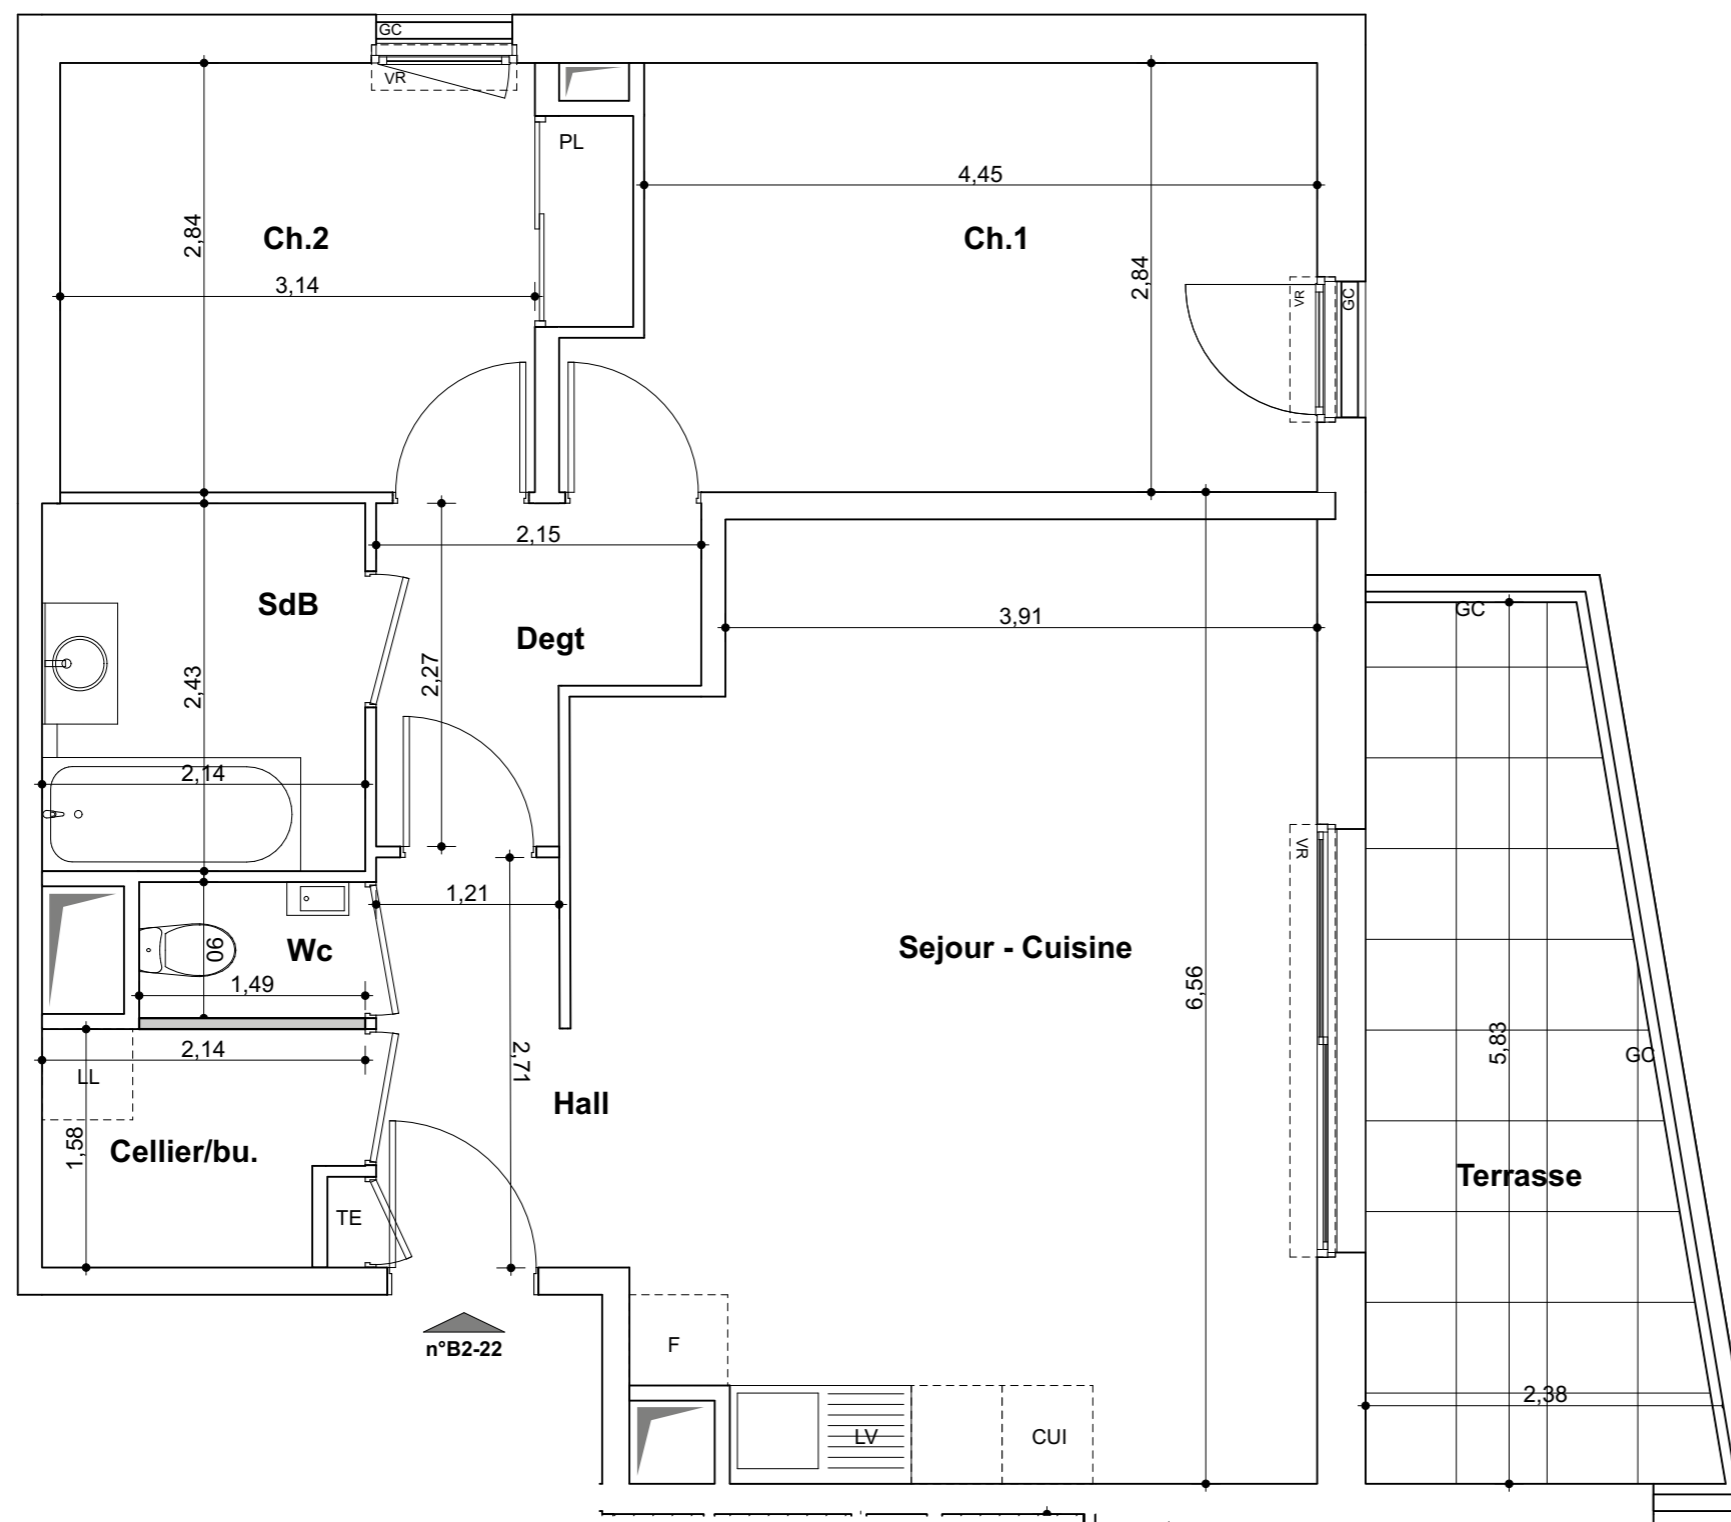 GC
VR
PL
4,45
Ch.2
Ch.1
2,84
2,84
3,14
VR
GC
2,15
SdB
Degt
3,91
GC
2,43
2,27
2,14
1,21
VR
Wc
90
1,49
Sejour - Cuisine
6,56
5,83
GC
2,14
LL
2,71
Hall
1,58
Cellier/bu.
Terrasse
TE
n°B2-22
F
2,38
LV
CUI